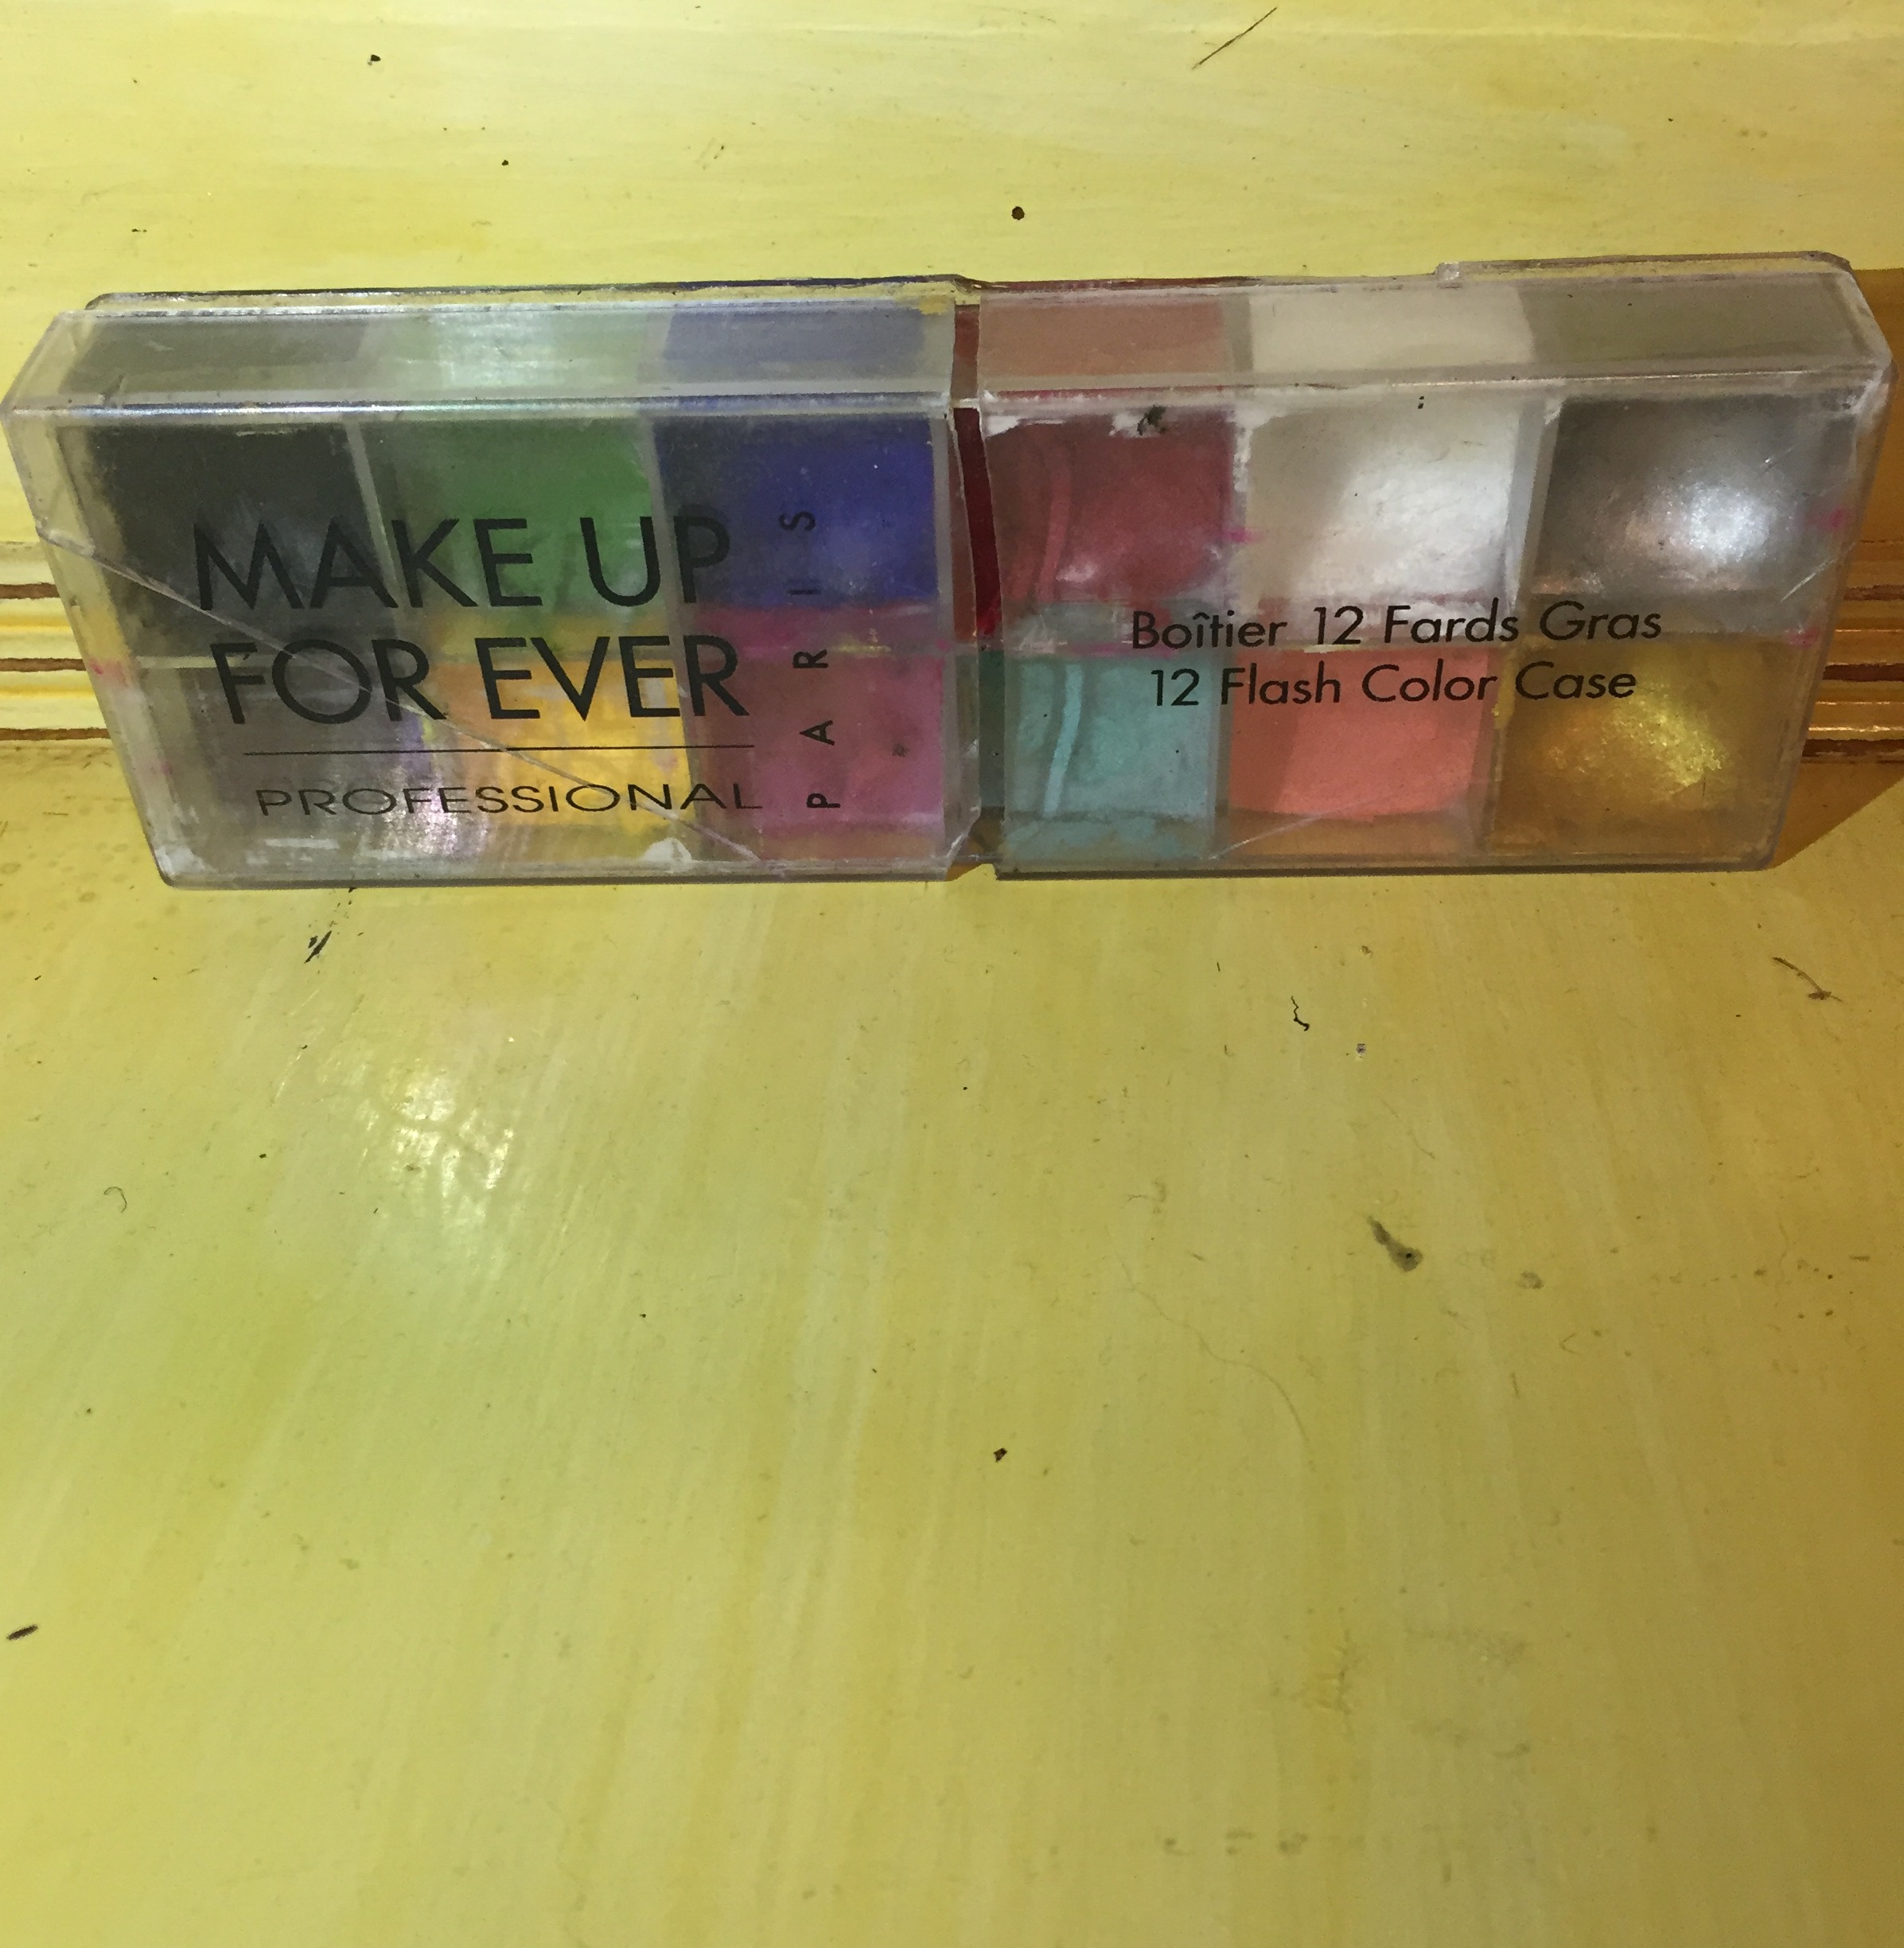 MAKE UP
FOR EVER
PROFESSIONAL
PARIS
Boîtier 12 Fards Gras
12 Flash Color Case